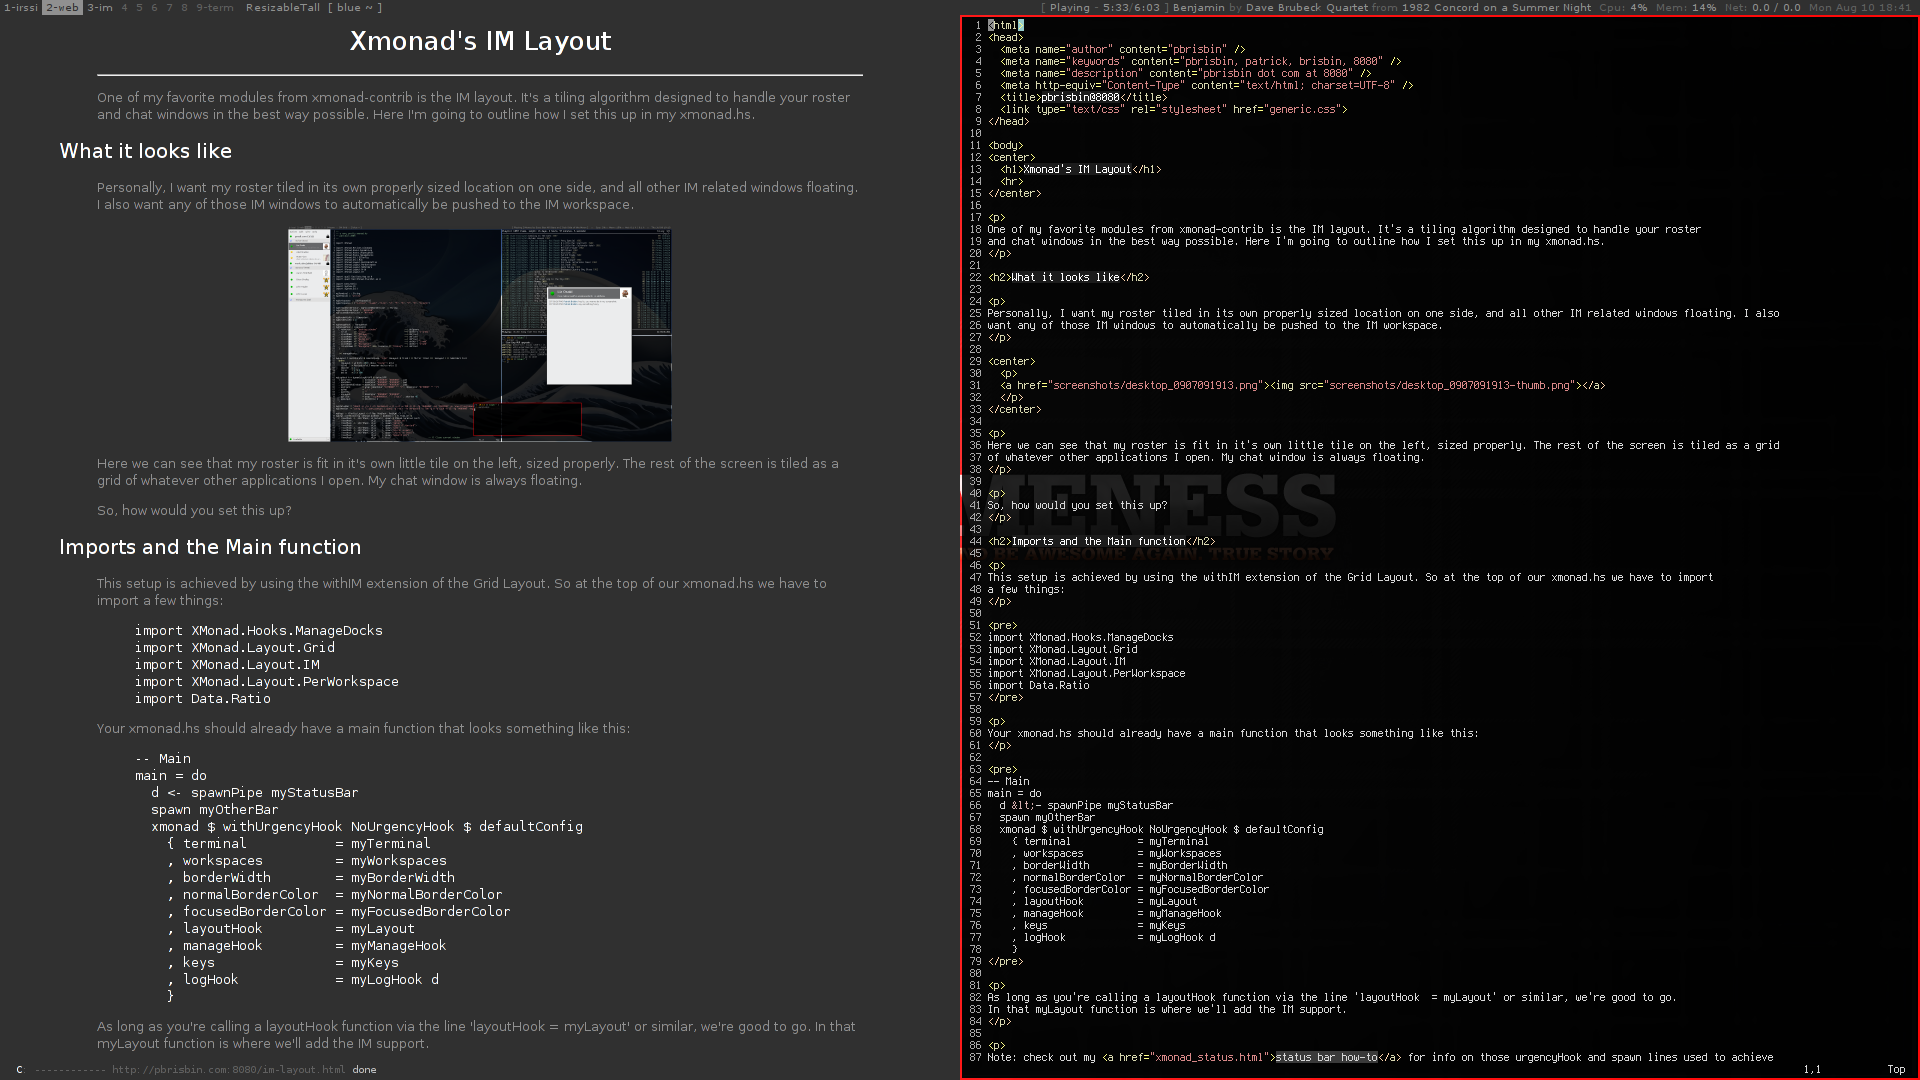 1-irssi 2-web 3-im 4 5 6 7 8 9-term ResizableTall [ blue ~ ]
[ Playing - 5:33/6:03 ] Benjamin by Dave Brubeck Quartet from 1982 Concord on a Summer Night Cpu: 4% Mem: 14% Net: 0.0 / 0.0 Mon Aug 10 18:41
Xmonad's IM Layout
One of my favorite modules from xmonad-contrib is the IM layout. It's a tiling algorithm designed to handle your roster
and chat windows in the best way possible. Here I'm going to outline how I set this up in my xmonad.hs.
What it looks like
Personally, I want my roster tiled in its own properly sized location on one side, and all other IM related windows floating.
I also want any of those IM windows to automatically be pushed to the IM workspace.
Here we can see that my roster is fit in it's own little tile on the left, sized properly. The rest of the screen is tiled as a
grid of whatever other applications I open. My chat window is always floating.
So, how would you set this up?
Imports and the Main function
This setup is achieved by using the withIM extension of the Grid Layout. So at the top of our xmonad.hs we have to
import a few things:
import XMonad.Hooks.ManageDocks
import XMonad.Layout.Grid
import XMonad.Layout.IM
import XMonad.Layout.PerWorkspace
import Data.Ratio
Your xmonad.hs should already have a main function that looks something like this:
-- Main
main = do
  d <- spawnPipe myStatusBar
  spawn myOtherBar
  xmonad $ withUrgencyHook NoUrgencyHook $ defaultConfig
    { terminal           = myTerminal
    , workspaces         = myWorkspaces
    , borderWidth        = myBorderWidth
    , normalBorderColor  = myNormalBorderColor
    , focusedBorderColor = myFocusedBorderColor
    , layoutHook         = myLayout
    , manageHook         = myManageHook
    , keys               = myKeys
    , logHook            = myLogHook d
    }
As long as you're calling a layoutHook function via the line 'layoutHook = myLayout' or similar, we're good to go. In that
myLayout function is where we'll add the IM support.
C: ------------ http://pbrisbin.com:8080/im-layout.html done
1 <html>
2 <head>
3   <meta name="author" content="pbrisbin" />
4   <meta name="keywords" content="pbrisbin, patrick, brisbin, 8080" />
5   <meta name="description" content="pbrisbin dot com at 8080" />
6   <meta http-equiv="Content-Type" content="text/html; charset=UTF-8" />
7   <title>pbrisbin@8080</title>
8   <link type="text/css" rel="stylesheet" href="generic.css">
9 </head>
10
11 <body>
12 <center>
13   <h1>Xmonad's IM Layout</h1>
14   <hr>
15 </center>
16
17 <p>
18 One of my favorite modules from xmonad-contrib is the IM layout. It's a tiling algorithm designed to handle your roster
19 and chat windows in the best way possible. Here I'm going to outline how I set this up in my xmonad.hs.
20 </p>
21
22 <h2>What it looks like</h2>
23
24 <p>
25 Personally, I want my roster tiled in its own properly sized location on one side, and all other IM related windows floating. I also
26 want any of those IM windows to automatically be pushed to the IM workspace.
27 </p>
28
29 <center>
30   <p>
31   <a href="screenshots/desktop_0907091913.png"><img src="screenshots/desktop_0907091913-thumb.png"></a>
32   </p>
33 </center>
34
35 <p>
36 Here we can see that my roster is fit in it's own little tile on the left, sized properly. The rest of the screen is tiled as a grid
37 of whatever other applications I open. My chat window is always floating.
38 </p>
39
40 <p>
41 So, how would you set this up?
42 </p>
43
44 <h2>Imports and the Main function</h2>
45
46 <p>
47 This setup is achieved by using the withIM extension of the Grid Layout. So at the top of our xmonad.hs we have to import
48 a few things:
49 </p>
50
51 <pre>
52 import XMonad.Hooks.ManageDocks
53 import XMonad.Layout.Grid
54 import XMonad.Layout.IM
55 import XMonad.Layout.PerWorkspace
56 import Data.Ratio
57 </pre>
58
59 <p>
60 Your xmonad.hs should already have a main function that looks something like this:
61 </p>
62
63 <pre>
64 -- Main
65 main = do
66   d &lt;- spawnPipe myStatusBar
67   spawn myOtherBar
68   xmonad $ withUrgencyHook NoUrgencyHook $ defaultConfig
69     { terminal           = myTerminal
70     , workspaces         = myWorkspaces
71     , borderWidth        = myBorderWidth
72     , normalBorderColor  = myNormalBorderColor
73     , focusedBorderColor = myFocusedBorderColor
74     , layoutHook         = myLayout
75     , manageHook         = myManageHook
76     , keys               = myKeys
77     , logHook            = myLogHook d
78     }
79 </pre>
80
81 <p>
82 As long as you're calling a layoutHook function via the line 'layoutHook  = myLayout' or similar, we're good to go.
83 In that myLayout function is where we'll add the IM support.
84 </p>
85
86 <p>
87 Note: check out my <a href="xmonad_status.html">status bar how-to</a> for info on those urgencyHook and spawn lines used to achieve
1,1 Top
MENESS
BE AWESOME AGAIN. TRUE STORY